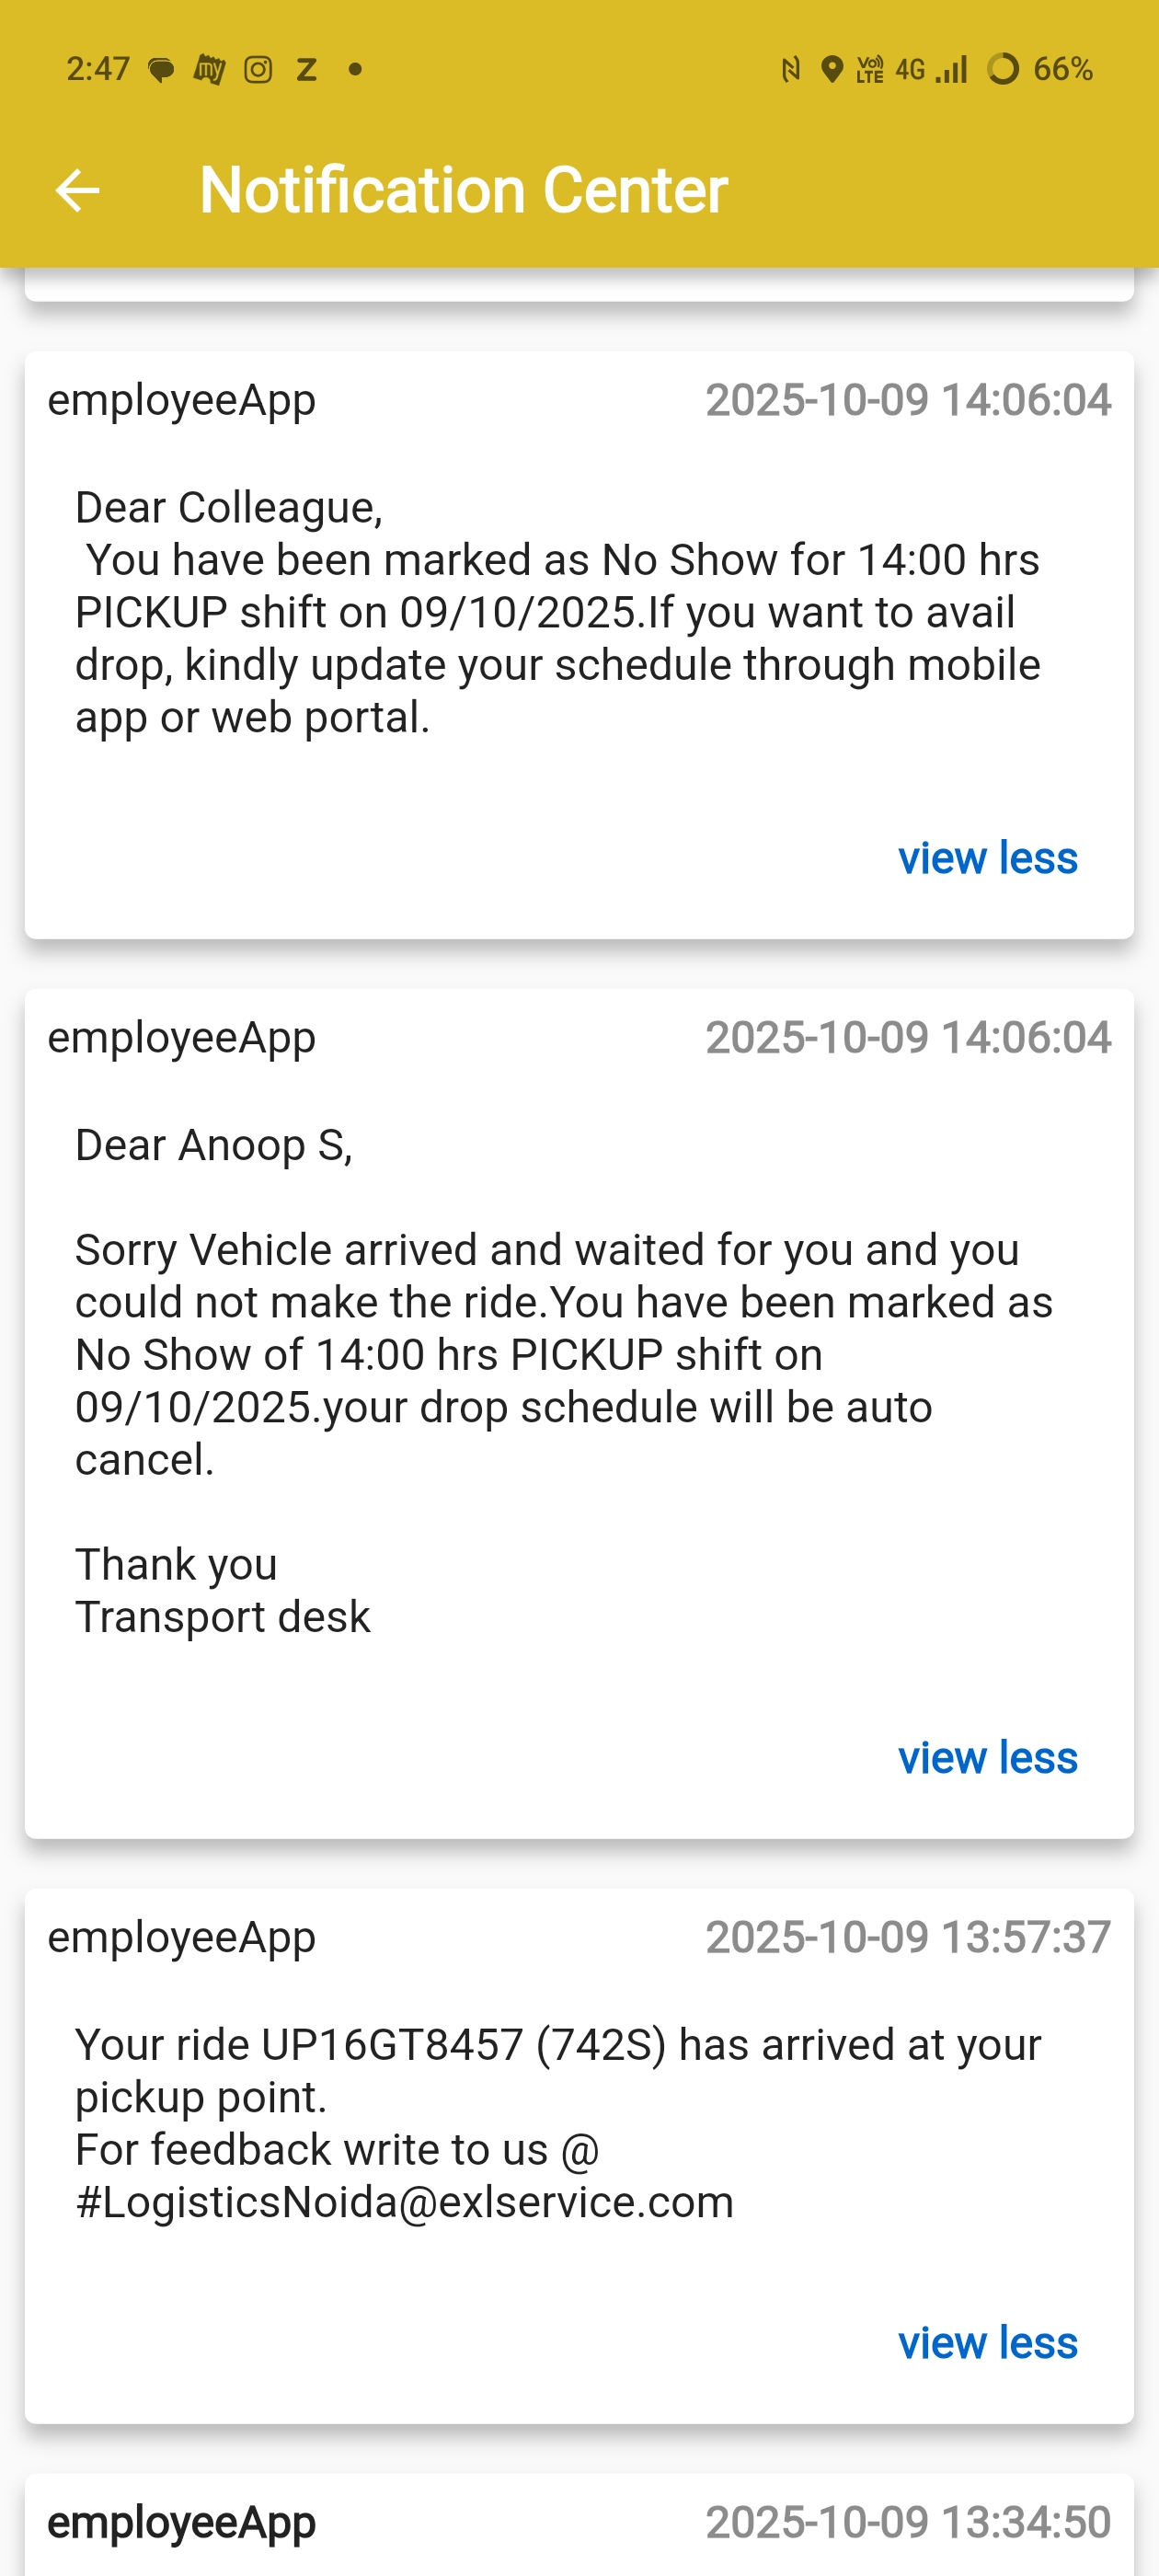 2:47 my Z 4G 66%
Notification Center
employeeApp 2025-10-09 14:06:04
Dear Colleague,
You have been marked as No Show for 14:00 hrs
PICKUP shift on 09/10/2025.If you want to avail
drop, kindly update your schedule through mobile
app or web portal.
view less
employeeApp 2025-10-09 14:06:04
Dear Anoop S,
Sorry Vehicle arrived and waited for you and you
could not make the ride.You have been marked as
No Show of 14:00 hrs PICKUP shift on
09/10/2025.your drop schedule will be auto
cancel.
Thank you
Transport desk
view less
employeeApp 2025-10-09 13:57:37
Your ride UP16GT8457 (742S) has arrived at your
pickup point.
For feedback write to us @
#LogisticsNoida@exlservice.com
view less
employeeApp 2025-10-09 13:34:50